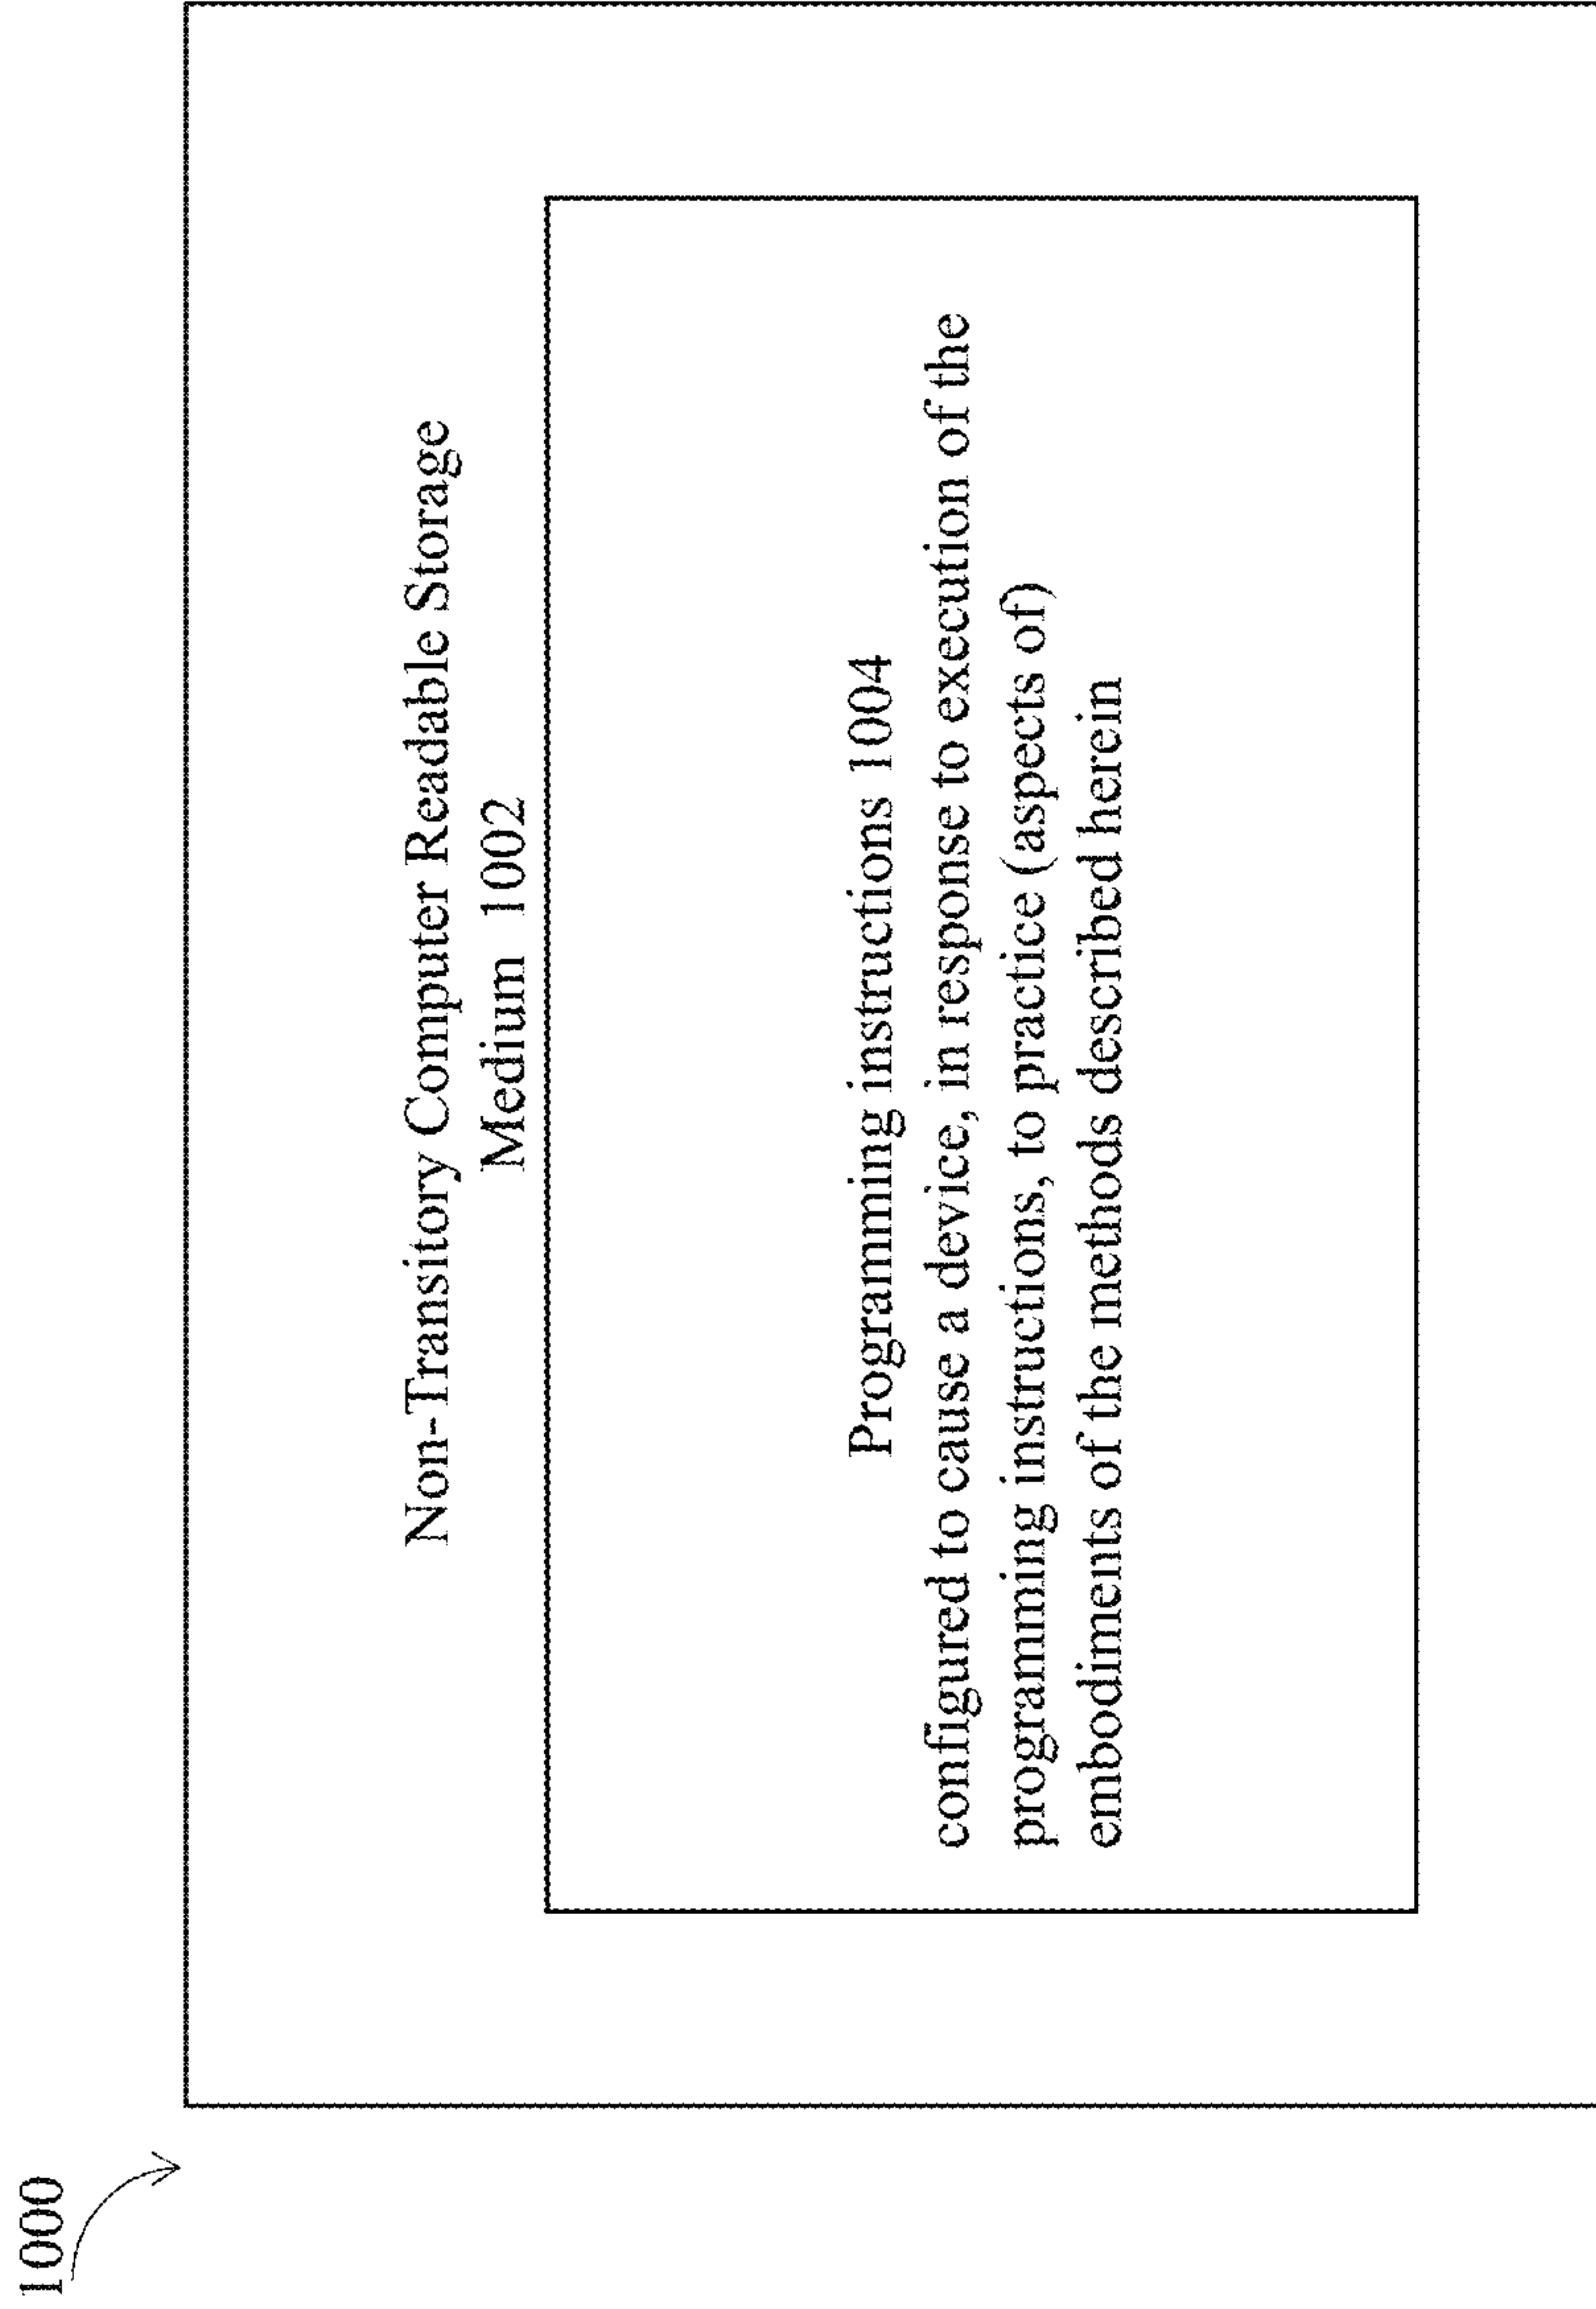 1000
Non-Transitory Computer Readable Storage
Medium 1002
Programming instructions 1004
configured to cause a device, in response to execution of the
programming instructions, to practice (aspects of)
embodiments of the methods described herein